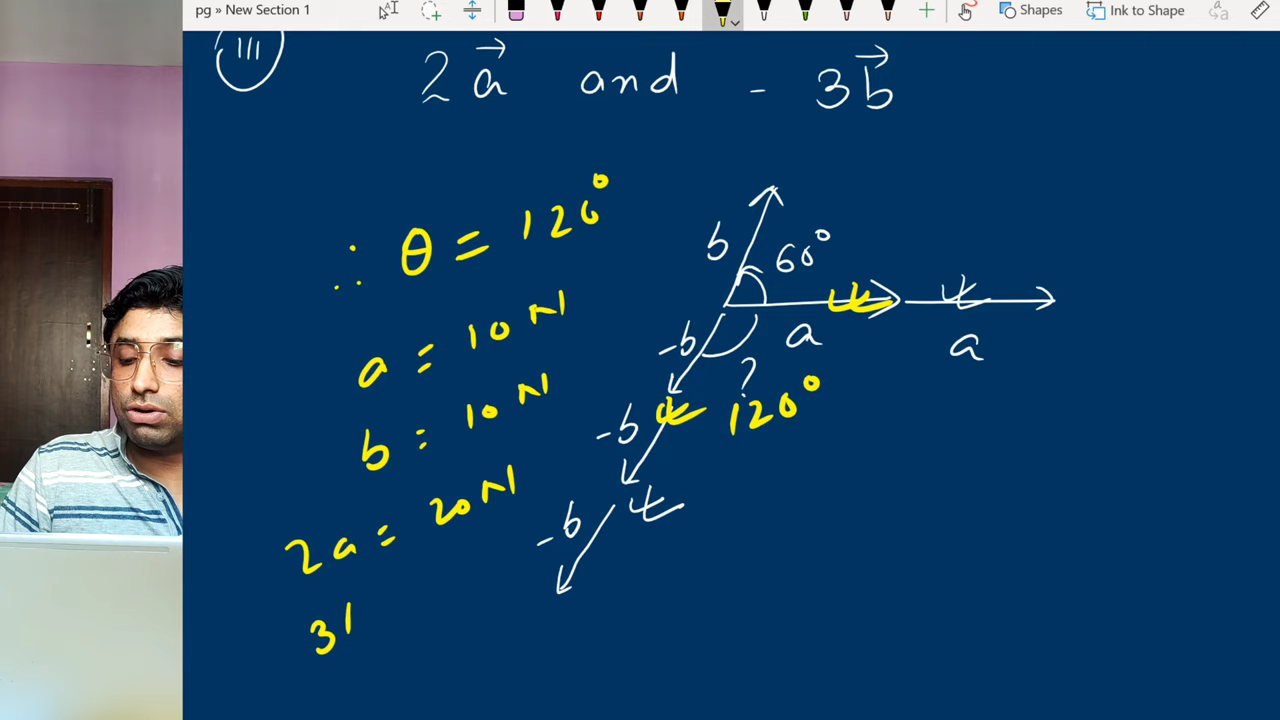 pg » New Section 1
Shapes
Ink to Shape
III
2a⃗ and - 3b⃗
∴ θ = 120°
a = 10 N
b = 10 N
2a = 20 N
3
b
60°
a
a
-b
?
120°
-b
-b